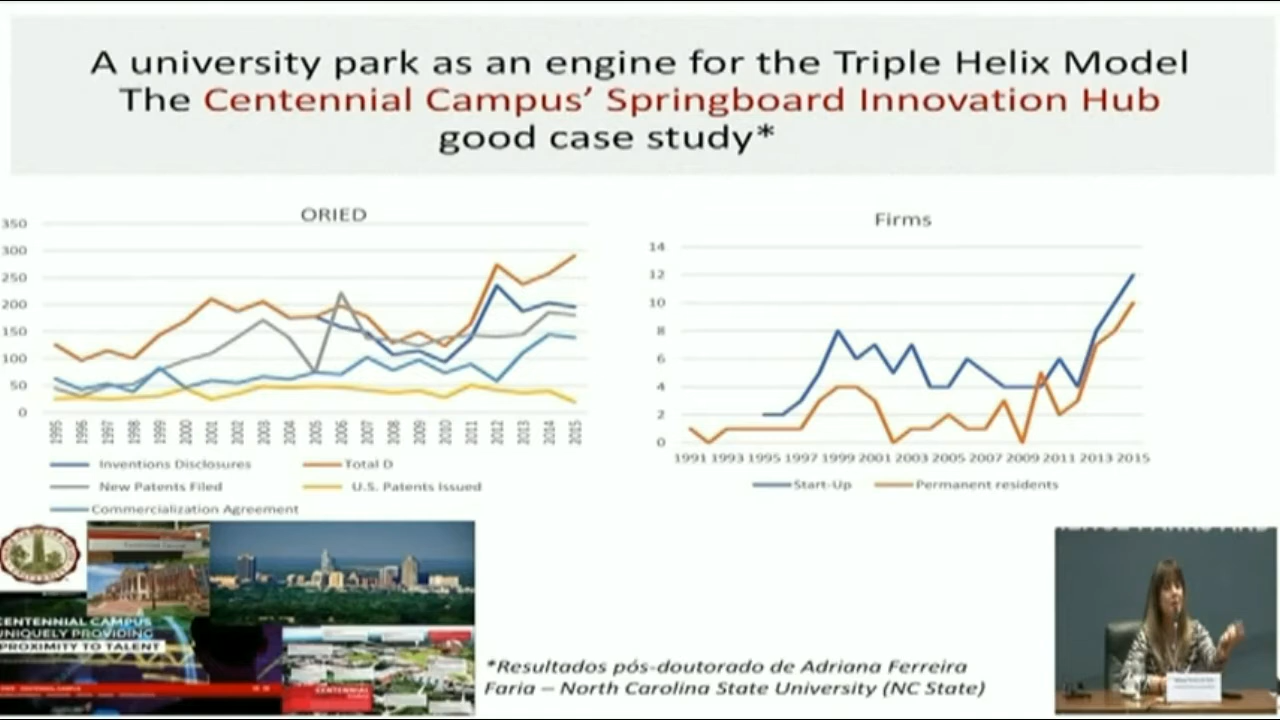 A university park as an engine for the Triple Helix Model
The Centennial Campus' Springboard Innovation Hub
good case study*
ORIED
350
300
250
200
150
100
50
0
1995 1996 1997 1998 1999 2000 2001 2002 2003 2004 2005 2006 2007 2008 2009 2010 2011 2012 2013 2014 2015
Inventions Disclosures Total D
New Patents Filed U.S. Patents Issued
Commercialization Agreement
Firms
14
12
10
8
6
4
2
0
1991 1993 1995 1997 1999 2001 2003 2005 2007 2009 2011 2013 2015
Start-Up Permanent residents
CENTENNIAL CAMPUS
UNIQUELY PROVIDING
PROXIMITY TO TALENT
CENTENNIAL
*Resultados pós-doutorado de Adriana Ferreira
Faria – North Carolina State University (NC State)